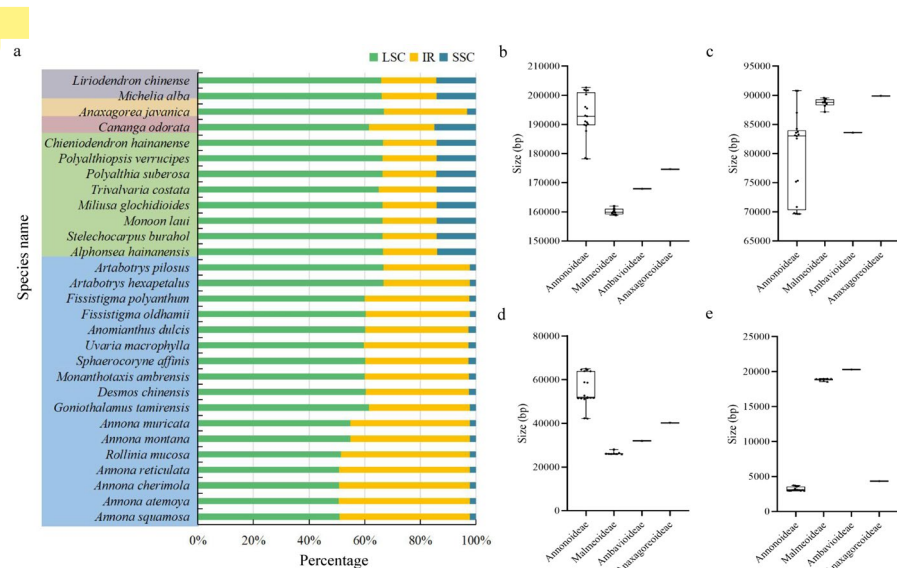 a
LSC IR SSC
Species name
Liriodendron chinense
Michelia alba
Anaxagorea javanica
Cananga odorata
Chieniodendron hainanense
Polyalthiopsis verrucipes
Polyalthia suberosa
Trivalvaria costata
Miliusa glochidioides
Monoon laui
Stelechocarpus burahol
Alphonsea hainanensis
Artabotrys pilosus
Artabotrys hexapetalus
Fissistigma polyanthum
Fissistigma oldhamii
Anomianthus dulcis
Uvaria macrophylla
Sphaerocoryne affinis
Monanthotaxis ambrensis
Desmos chinensis
Goniothalamus tamirensis
Annona muricata
Annona montana
Rollinia mucosa
Annona reticulata
Annona cherimola
Annona atemoya
Annona squamosa
0% 20% 40% 60% 80% 100%
Percentage
b
Size (bp)
210000
200000
190000
180000
170000
160000
150000
Annonoideae
Malmeoideae
Ambavioideae
Anaxagoreoideae
c
Size (bp)
95000
90000
85000
80000
75000
70000
65000
Annonoideae
Malmeoideae
Ambavioideae
Anaxagoreoideae
d
Size (bp)
80000
60000
40000
20000
0
Annonoideae
Malmeoideae
Ambavioideae
Anaxagoreoideae
e
Size (bp)
25000
20000
15000
10000
5000
0
Annonoideae
Malmeoideae
Ambavioideae
Anaxagoreoideae